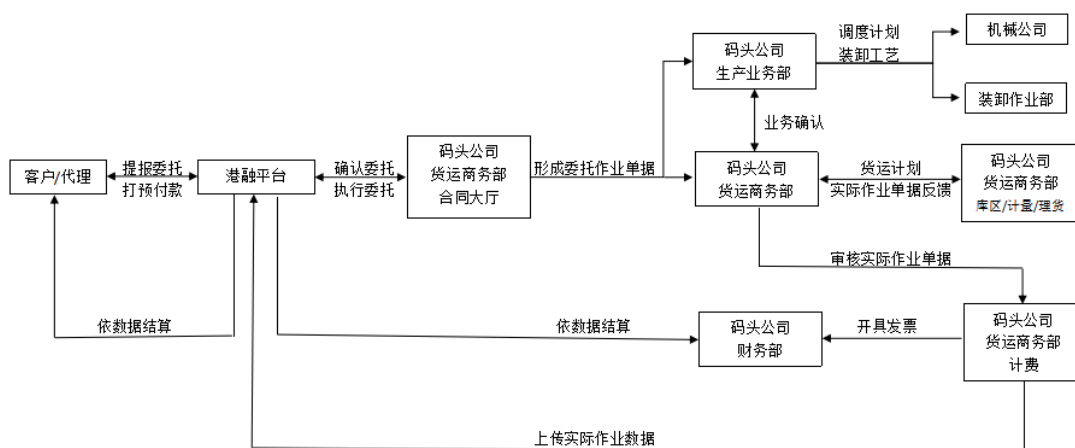 调度计划
装卸工艺
机械公司
码头公司
生产业务部
装卸作业部
业务确认
客户/代理
提报委托
打预付款
港融平台
确认委托
执行委托
码头公司
货运商务部
合同大厅
形成委托作业单据
码头公司
货运商务部
货运计划
实际作业单据反馈
码头公司
货运商务部
库区/计量/理货
审核实际作业单据
依数据结算
依数据结算
码头公司
财务部
开具发票
码头公司
货运商务部
计费
上传实际作业数据